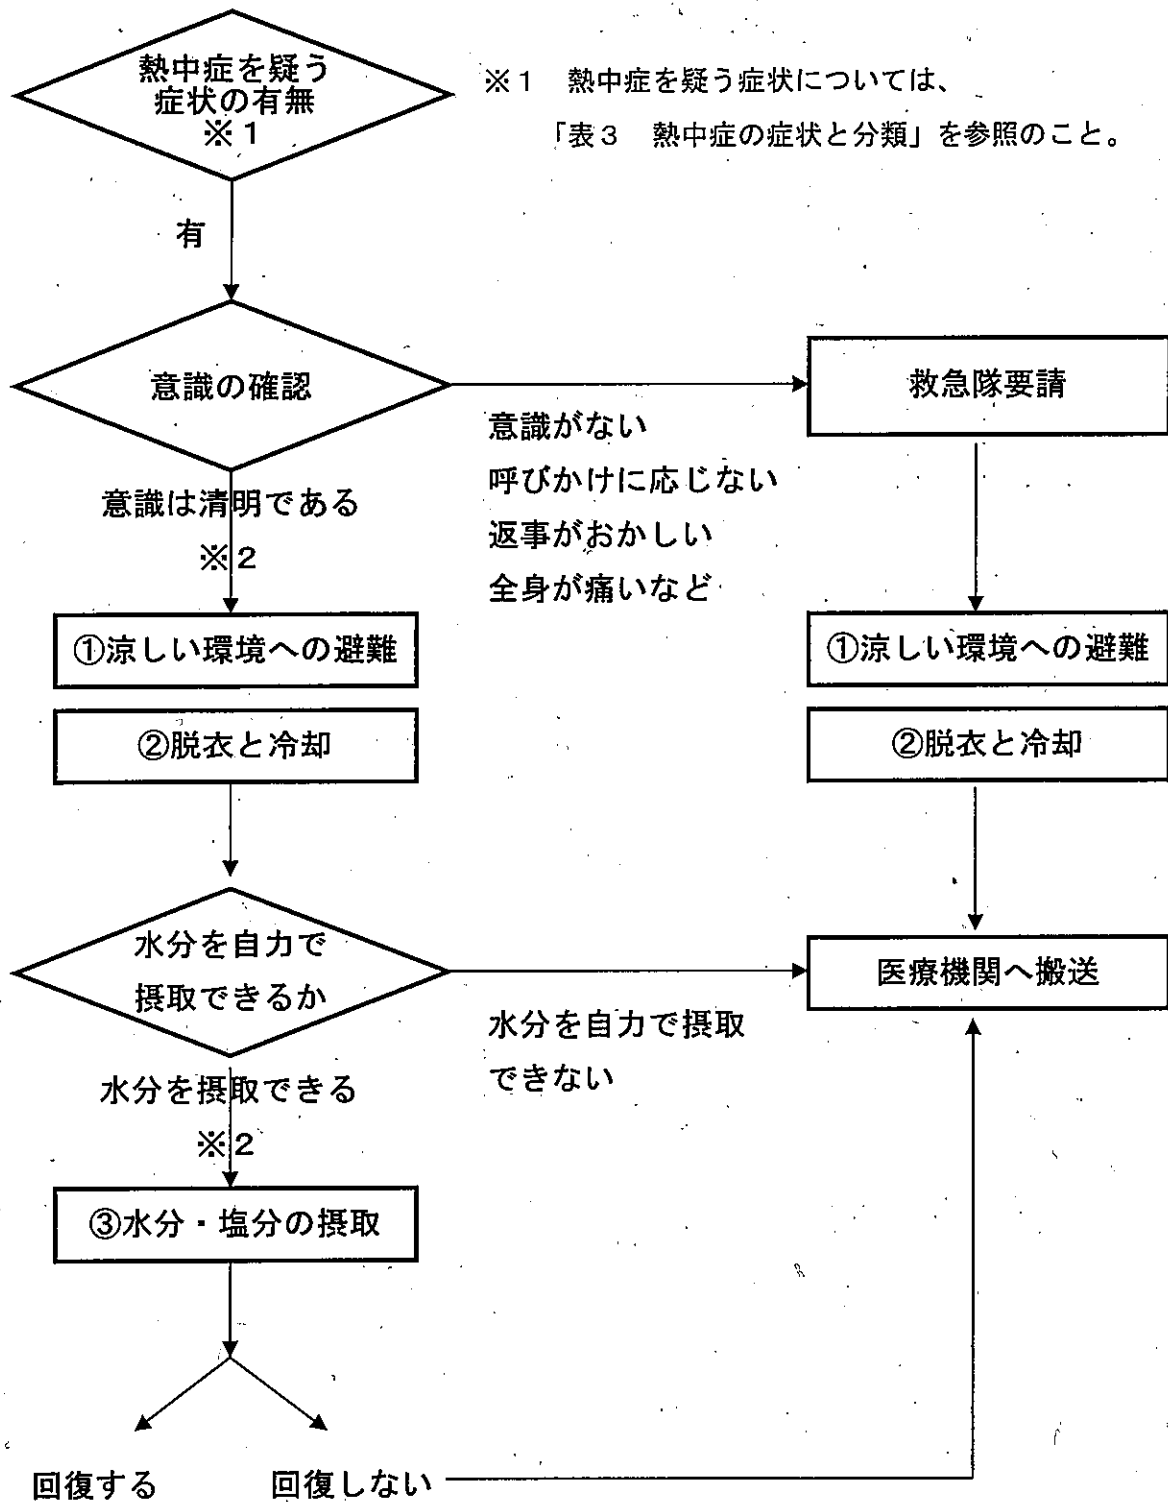 熱中症を疑う
症状の有無
※1
※1　熱中症を疑う症状については、
「表3　熱中症の症状と分類」を参照のこと。
有
意識の確認
救急隊要請
意識がない
呼びかけに応じない
返事がおかしい
全身が痛いなど
意識は清明である
※2
①涼しい環境への避難
①涼しい環境への避難
②脱衣と冷却
②脱衣と冷却
水分を自力で
摂取できるか
医療機関へ搬送
水分を自力で摂取
できない
水分を摂取できる
※2
③水分・塩分の摂取
回復する
回復しない